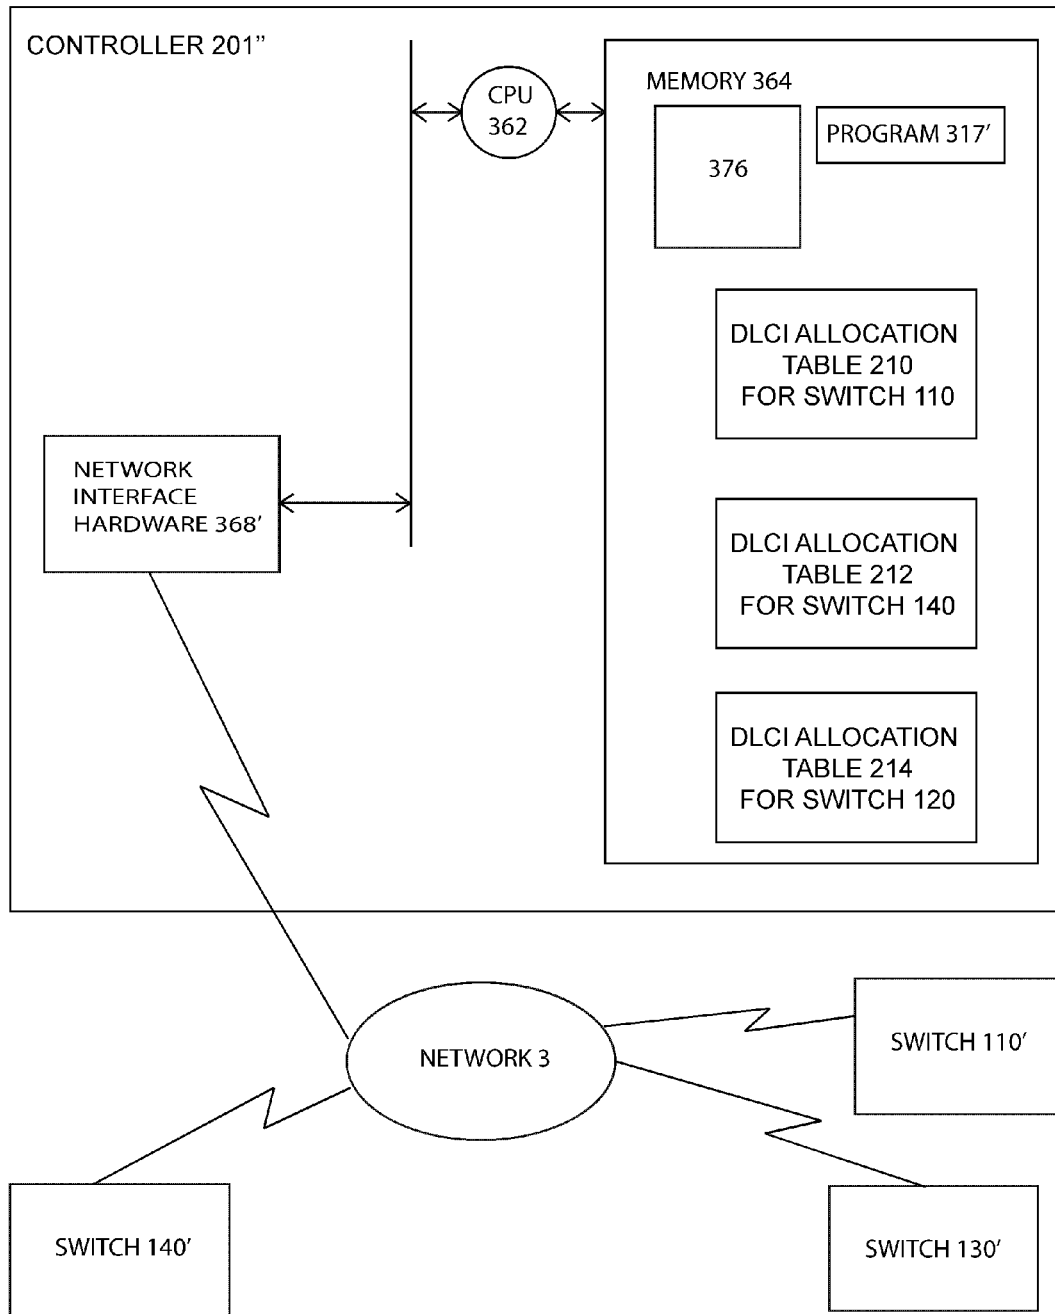 CONTROLLER 201”
CPU
362
MEMORY 364
376
PROGRAM 317′
DLCI ALLOCATION
TABLE 210
FOR SWITCH 110
NETWORK
INTERFACE
HARDWARE 368′
DLCI ALLOCATION
TABLE 212
FOR SWITCH 140
DLCI ALLOCATION
TABLE 214
FOR SWITCH 120
NETWORK 3
SWITCH 110′
SWITCH 140′
SWITCH 130′